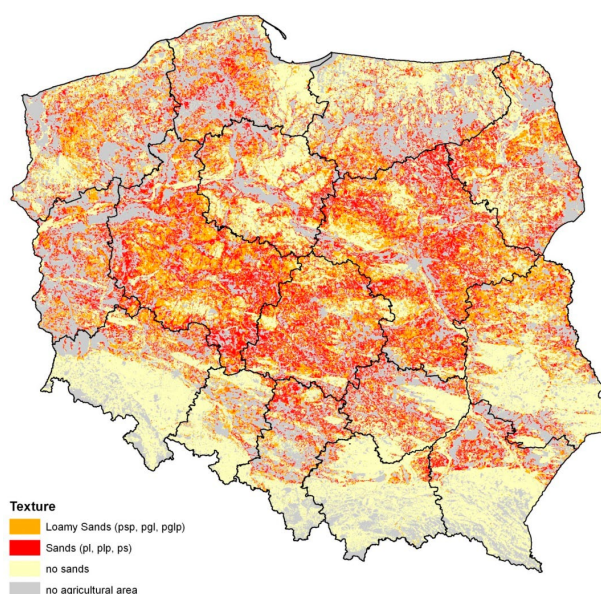 Texture
Loamy Sands (psp, pgl, pglp)
Sands (pl, plp, ps)
no sands
no agricultural area